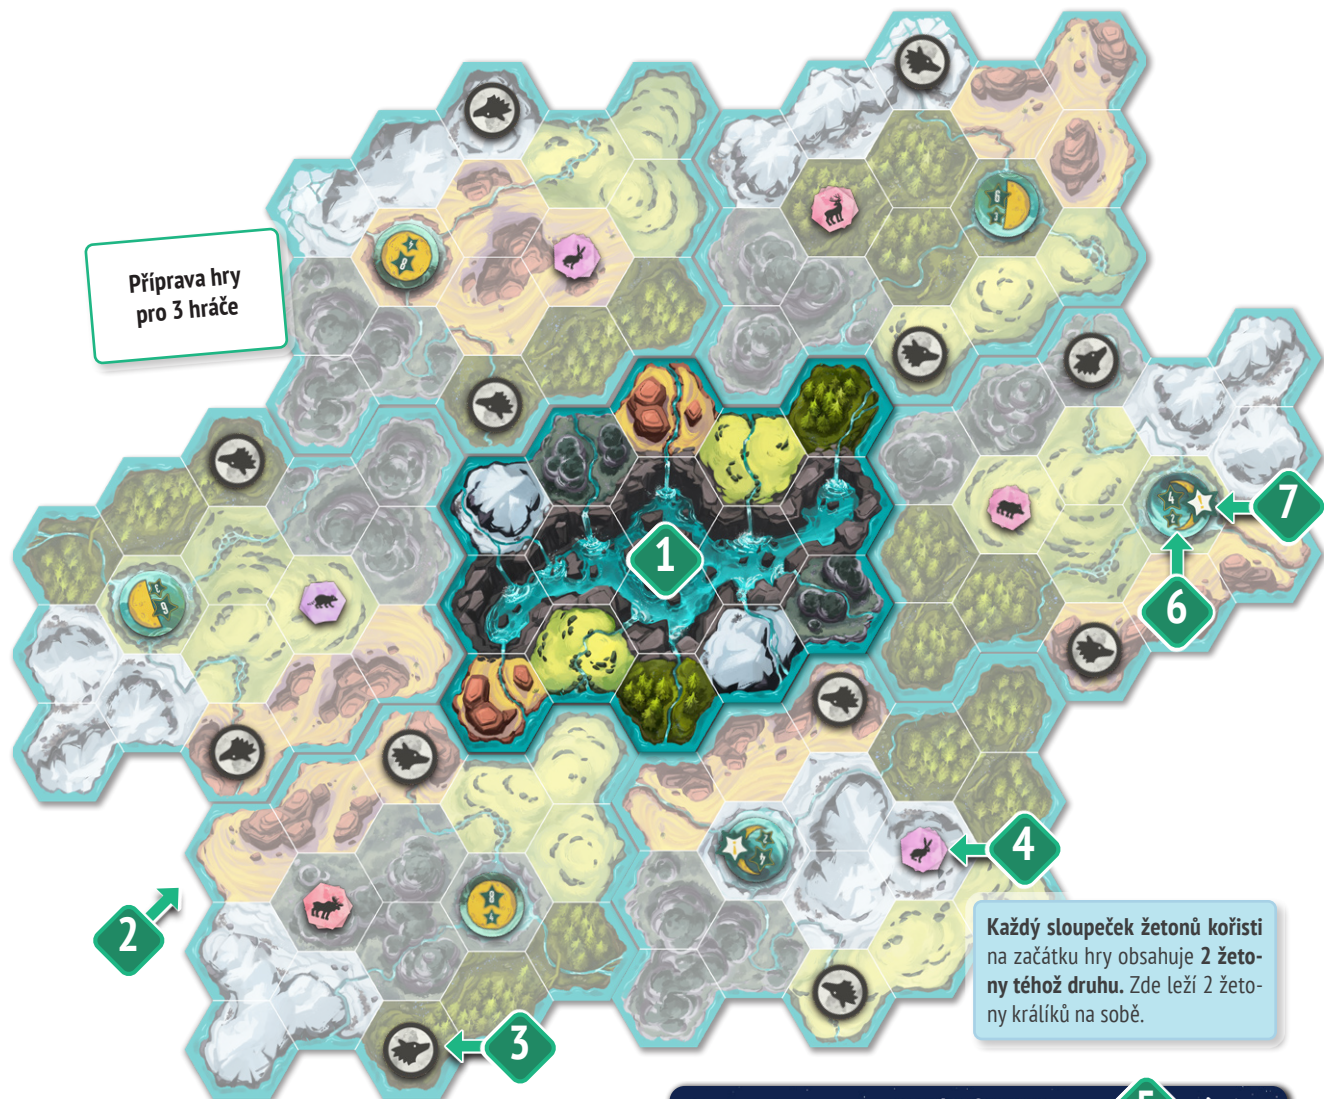 Příprava hry
pro 3 hráče
7
1
6
4
2
Každý sloupeček žetonů kořisti
na začátku hry obsahuje 2 žeto-
ny téhož druhu. Zde leží 2 žeto-
ny králíků na sobě.
3
5